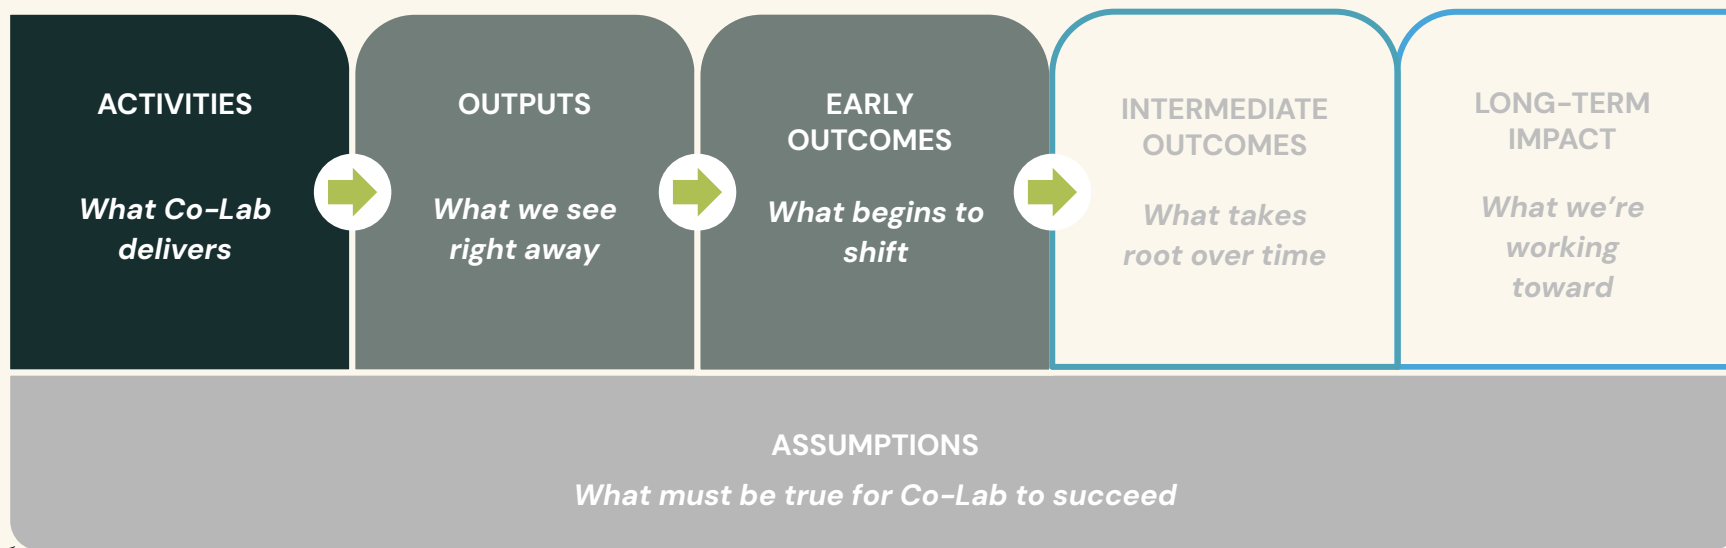 ACTIVITIES
What Co-Lab
delivers
OUTPUTS
What we see
right away
EARLY
OUTCOMES
What begins to
shift
INTERMEDIATE
OUTCOMES
What takes
root over time
LONG-TERM
IMPACT
What we’re
working
toward
ASSUMPTIONS
What must be true for Co-Lab to succeed